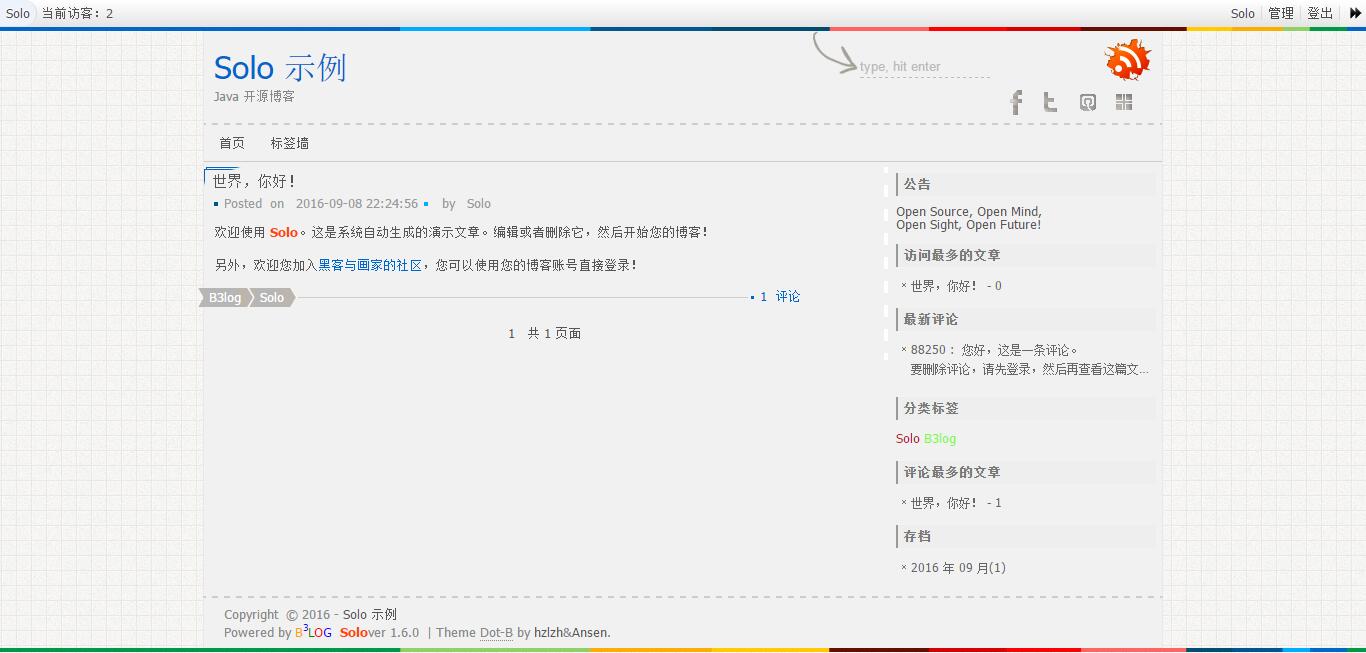 Solo 当前访客：2 Solo 管理 登出
Solo 示例
type, hit enter
Java 开源博客
首页 标签墙
世界，你好！
Posted on 2016-09-08 22:24:56 by Solo
欢迎使用 Solo。这是系统自动生成的演示文章。编辑或者删除它，然后开始您的博客！
另外，欢迎您加入黑客与画家的社区，您可以使用您的博客账号直接登录！
B3log Solo 1 评论
1 共 1 页面
公告
Open Source, Open Mind,
Open Sight, Open Future!
访问最多的文章
世界，你好！ - 0
最新评论
88250： 您好，这是一条评论。
要删除评论，请先登录，然后再查看这篇文...
分类标签
Solo B3log
评论最多的文章
世界，你好！ - 1
存档
2016 年 09 月(1)
Copyright © 2016 - Solo 示例
Powered by B3LOG Solover 1.6.0 | Theme Dot-B by hzlzh&Ansen.